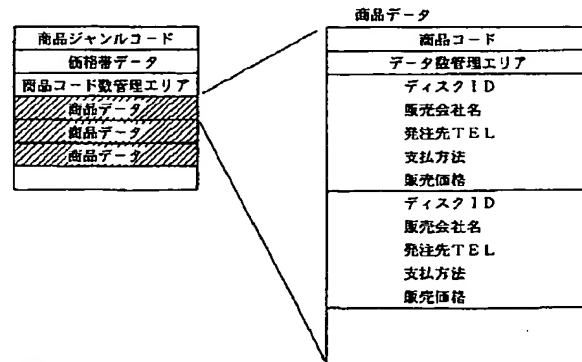 商品ジャンルコード
価格帯データ
商品コード数管理エリア
商品データ
商品データ
商品データ
商品データ
商品コード
データ数管理エリア
ディスクID
販売会社名
発注先TEL
支払方法
販売価格
ディスクID
販売会社名
発注先TEL
支払方法
販売価格